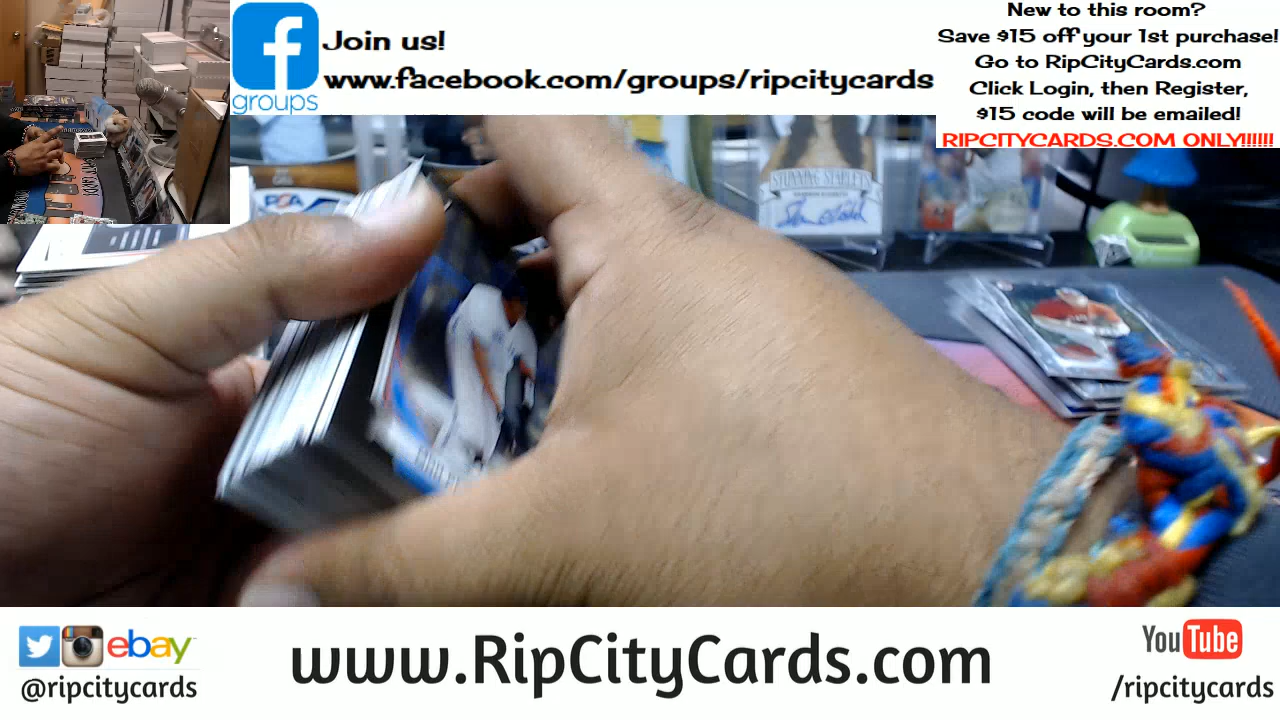 Join us!
www.facebook.com/groups/ripcitycards
groups
New to this room?
Save $15 off your 1st purchase!
Go to RipCityCards.com
Click Login, then Register,
$15 code will be emailed!
RIPCITYCARDS.COM ONLY!!!!!!
PSA
STUNNING STARLETS
ebay
@ripcitycards
www.RipCityCards.com
YouTube
/ripcitycards